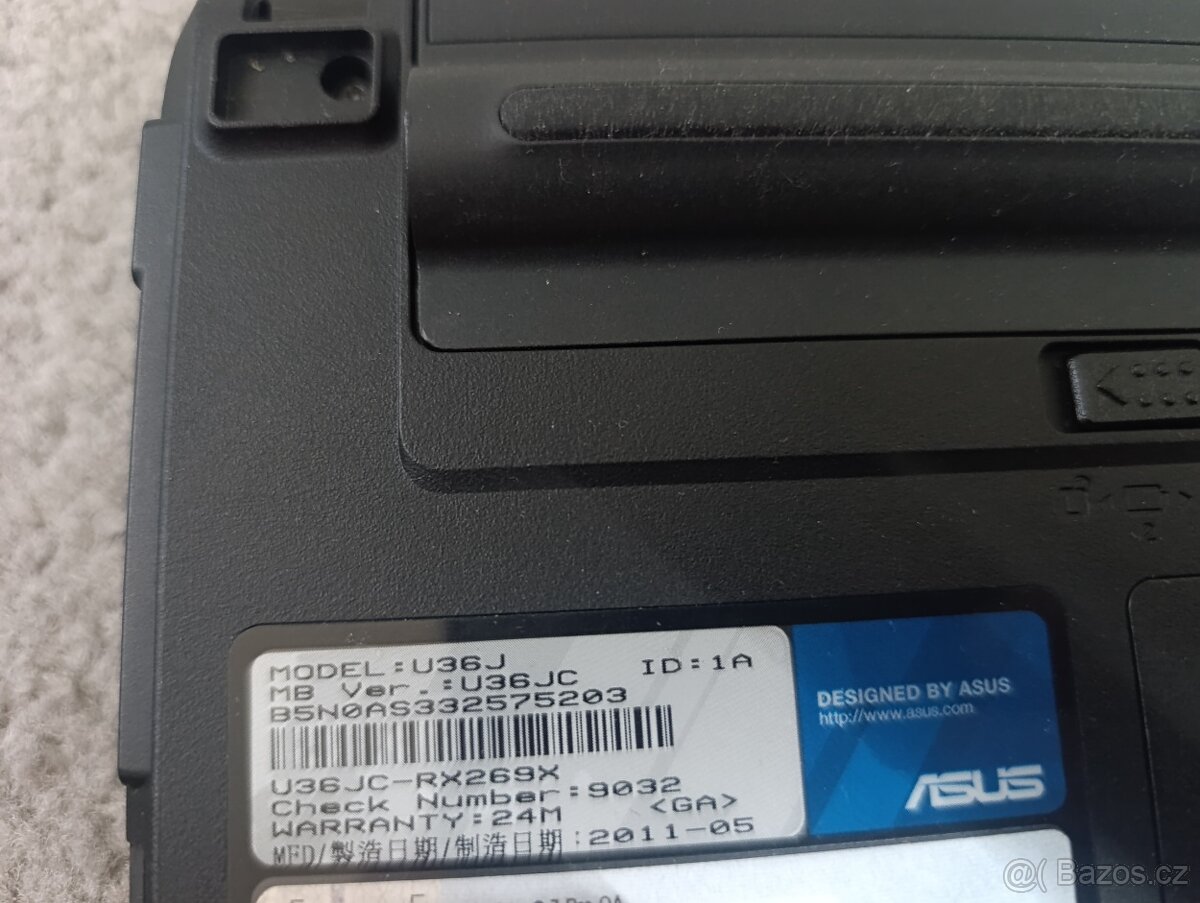 MODEL:U36J ID:1A
MB Ver.:U36JC
B5N0AS332575203
U36JC-RX269X
Check Number:9032
<GA>
WARRANTY:24M
MFD/製造日期/制造日期:2011-05
DESIGNED BY ASUS
http://www.asus.com
ASUS
2
@( Bazos.cz